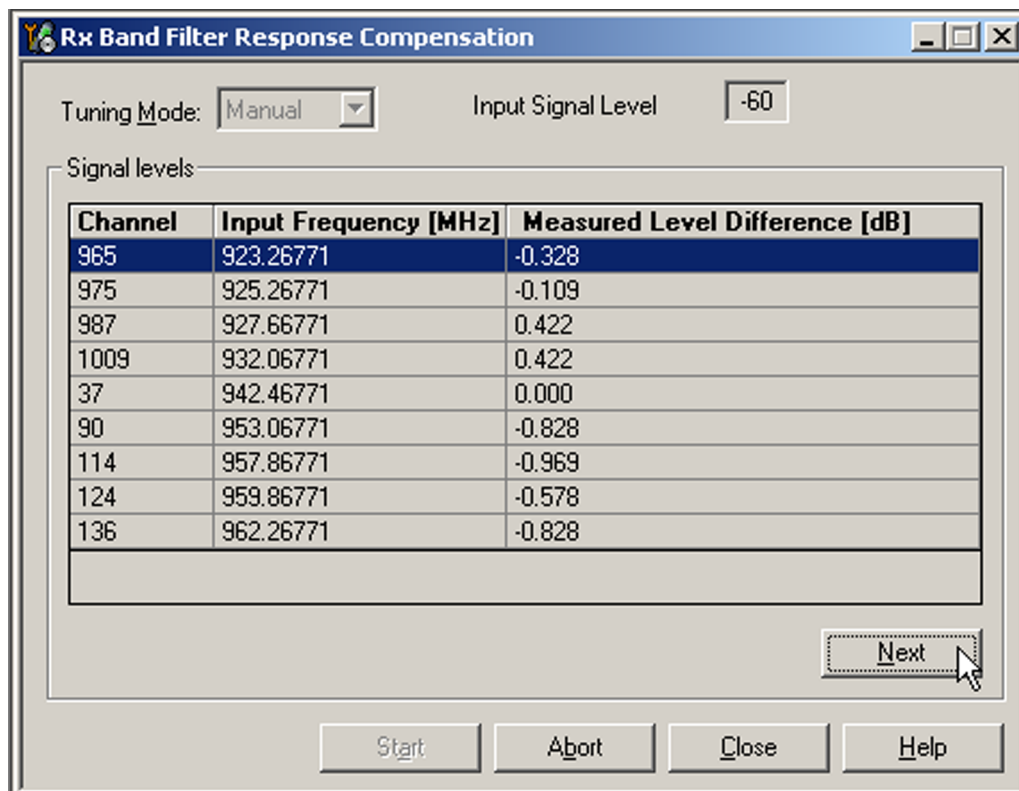 Rx Band Filter Response Compensation
Tuning Mode: Manual Input Signal Level -60
Signal levels
Channel Input Frequency [MHz] Measured Level Difference [dB]
965 923.26771 -0.328
975 925.26771 -0.109
987 927.66771 0.422
1009 932.06771 0.422
37 942.46771 0.000
90 953.06771 -0.828
114 957.86771 -0.969
124 959.86771 -0.578
136 962.26771 -0.828
Next
Start Abort Close Help